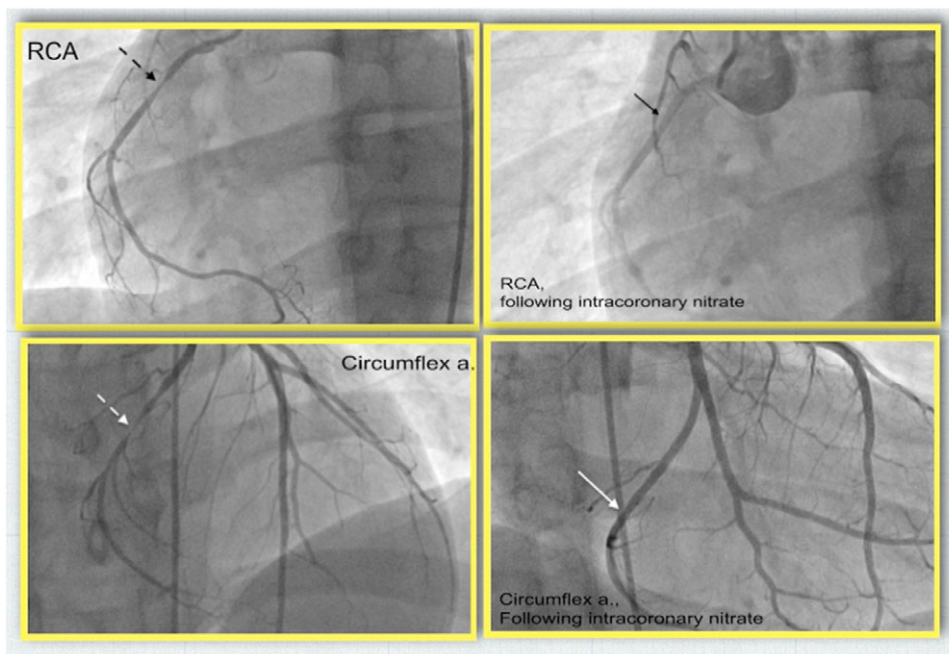 RCA
RCA,
following intracoronary nitrate
Circumflex a.
Circumflex a.,
Following intracoronary nitrate